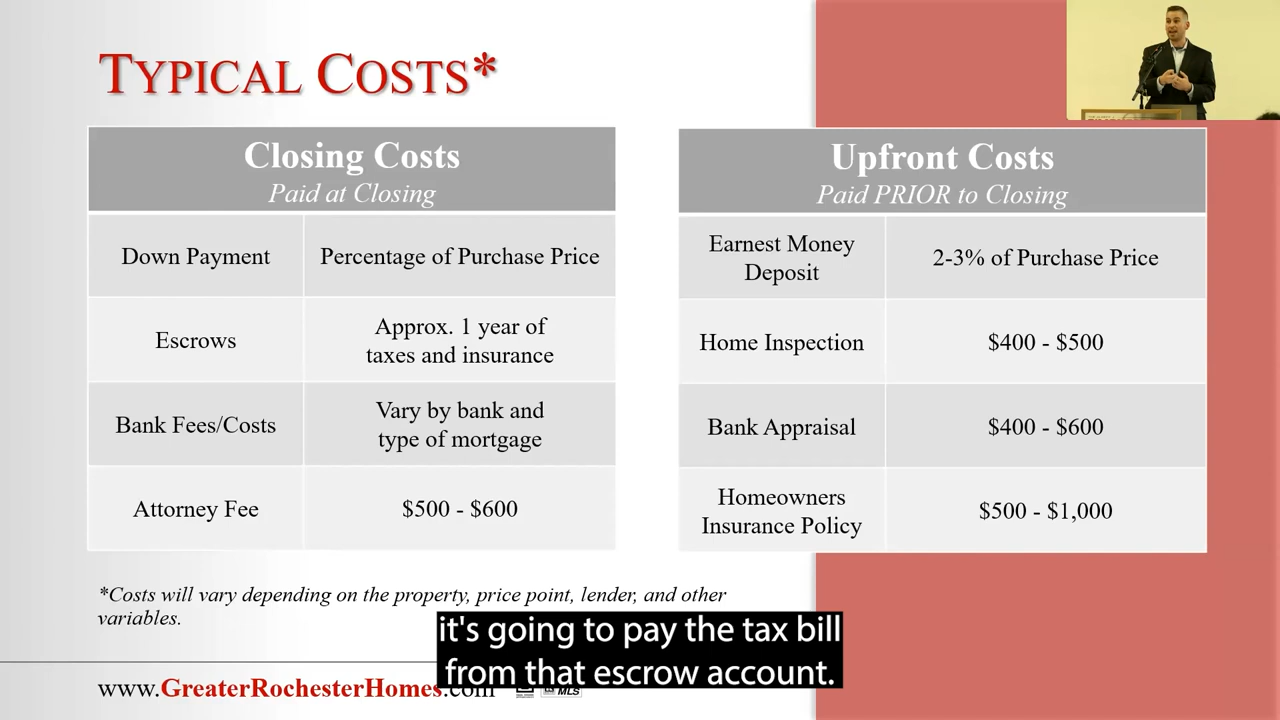 TYPICAL COSTS*
Closing Costs
Paid at Closing
Down Payment
Percentage of Purchase Price
Escrows
Approx. 1 year of
taxes and insurance
Bank Fees/Costs
Vary by bank and
type of mortgage
Attorney Fee
$500 - $600
Upfront Costs
Paid PRIOR to Closing
Earnest Money
Deposit
2-3% of Purchase Price
Home Inspection
$400 - $500
Bank Appraisal
$400 - $600
Homeowners
Insurance Policy
$500 - $1,000
*Costs will vary depending on the property, price point, lender, and other
variables.
it's going to pay the tax bill
from that escrow account.
www.GreaterRochesterHomes.com
MLS